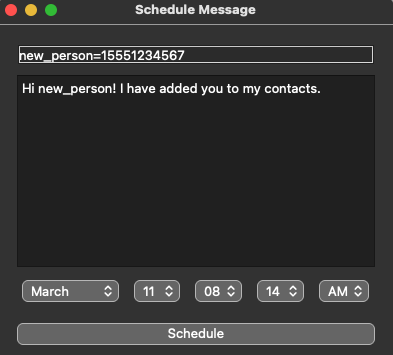 Schedule Message
new_person=15551234567
Hi new_person! I have added you to my contacts.
March 11 08 14 AM
Schedule